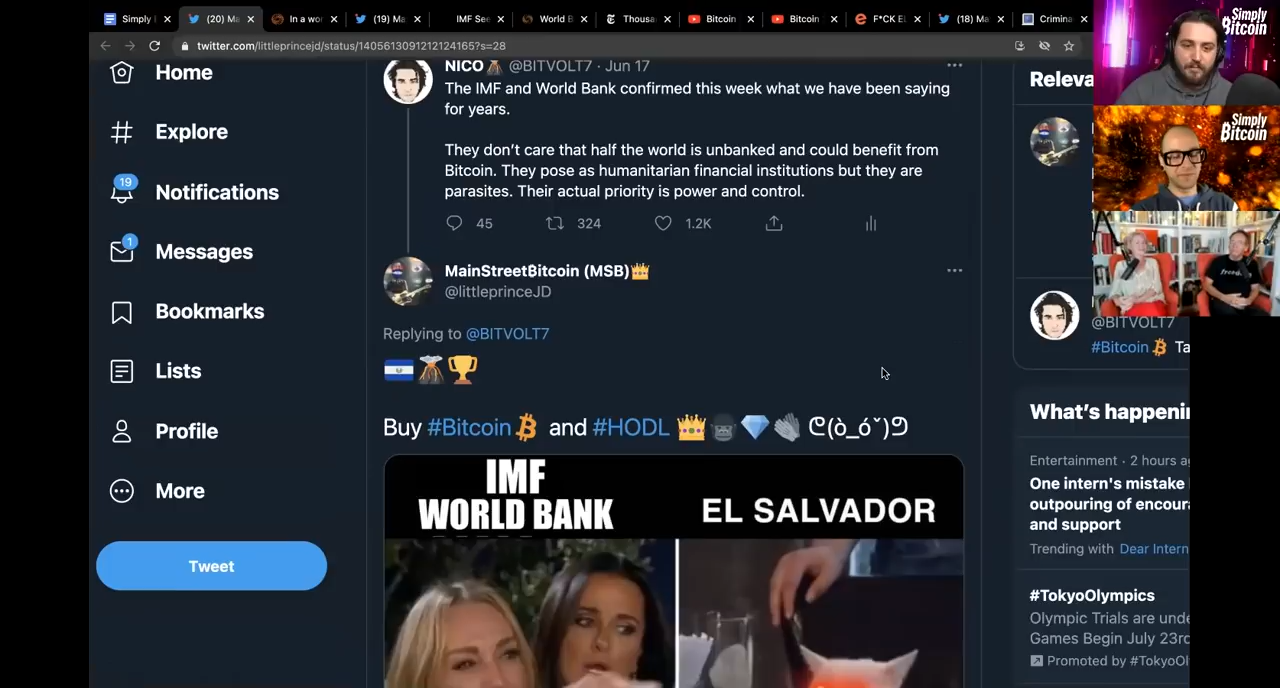 Simply
(20) Ma
In a wo
(19) Ma
IMF See
World B
Thousa
Bitcoin
Bitcoin
F*CK EL
(18) Ma
Crimina
twitter.com/littleprincejd/status/1405613091212124165?s=28
Home
Explore
19
Notifications
1
Messages
Bookmarks
Lists
Profile
More
Tweet
NICO🌋 @BITVOLT7 · Jun 17
The IMF and World Bank confirmed this week what we have been saying
for years.
They don’t care that half the world is unbanked and could benefit from
Bitcoin. They pose as humanitarian financial institutions but they are
parasites. Their actual priority is power and control.
45 324 1.2K
MainStreetBitcoin (MSB)👑
@littleprinceJD
Replying to @BITVOLT7
🇸🇻🌋🏆
Buy #Bitcoin and #HODL 👑🦍💎👏 ᕦ(ò_óˇ)ᕤ
IMF
WORLD BANK
EL SALVADOR
Simply
Bitcoin
Simply
Bitcoin
freedom.
Releva
@BITVOLT7
#Bitcoin Ta
What’s happenin
Entertainment · 2 hours a
One intern's mistake
outpouring of encour
and support
Trending with Dear Intern
#TokyoOlympics
Olympic Trials are unde
Games Begin July 23rd
Promoted by #TokyoOl